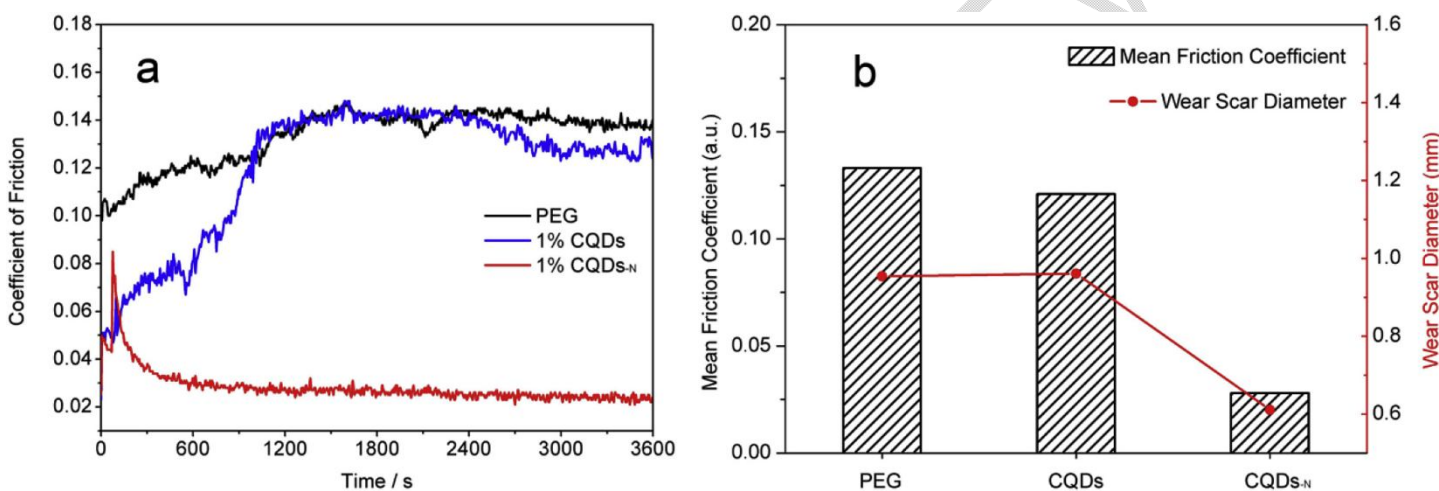 a
Coefficient of Friction
0.18
0.16
0.14
0.12
0.10
0.08
0.06
0.04
0.02
PEG
1% CQDs
1% CQDs-N
0
600
1200
1800
2400
3000
3600
Time / s
b
Mean Friction Coefficient (a.u.)
0.20
0.15
0.10
0.05
0.00
Mean Friction Coefficient
Wear Scar Diameter
PEG
CQDs
CQDs-N
1.6
1.4
1.2
1.0
0.8
0.6
Wear Scar Diameter (mm)